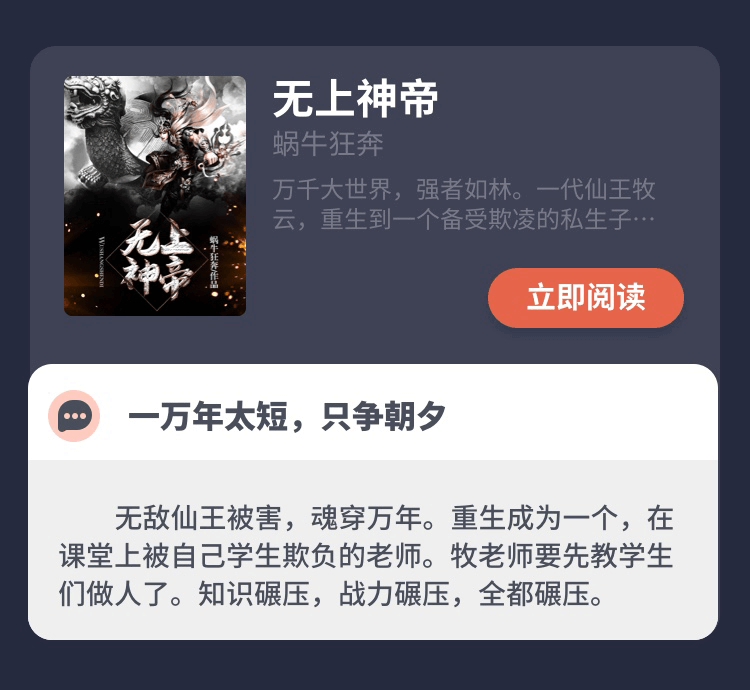 无上神帝
蜗牛狂奔
万千大世界，强者如林。一代仙王牧
云，重生到一个备受欺凌的私生子…
无上
神帝
蜗牛狂奔作品
WUSHANGSHENDI
立即阅读
一万年太短，只争朝夕
无敌仙王被害，魂穿万年。重生成为一个，在
课堂上被自己学生欺负的老师。牧老师要先教学生
们做人了。知识碾压，战力碾压，全都碾压。